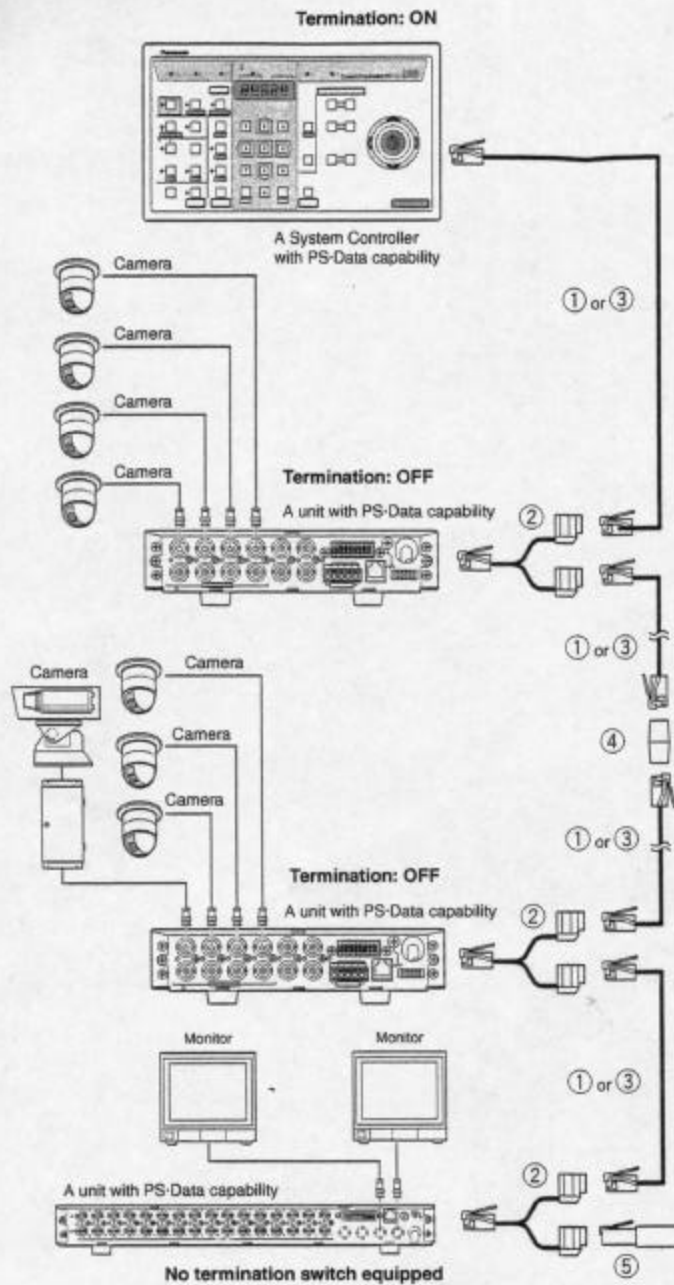 Termination: ON
Panasonic
A System Controller
with PS·Data capability
Camera
① or ③
Camera
Camera
Camera
Termination: OFF
A unit with PS·Data capability
②
① or ③
Camera
Camera
④
Camera
Camera
① or ③
Termination: OFF
A unit with PS·Data capability
②
Monitor
Monitor
① or ③
②
A unit with PS·Data capability
⑤
No termination switch equipped